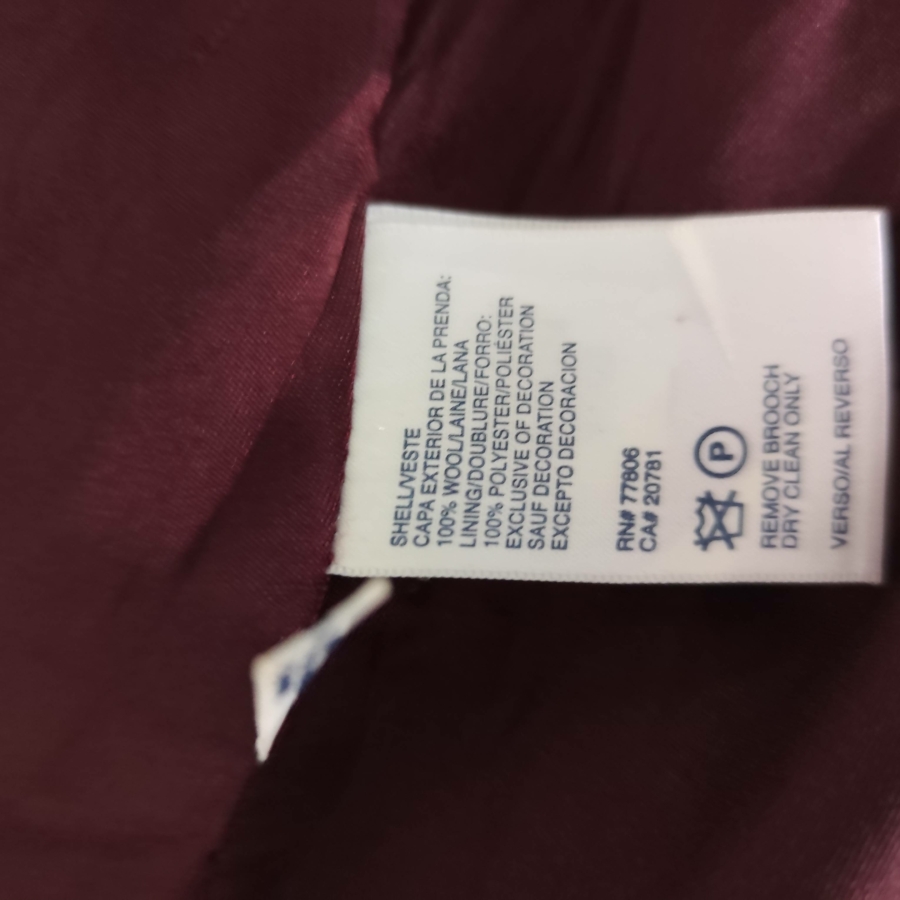 SHELL/VESTE
CAPA EXTERIOR DE LA PRENDA:
100% WOOL/LAINE/LANA
LINING/DOUBLURE/FORRO:
100% POLYESTER/POLIÉSTER
EXCLUSIVE OF DECORATION
SAUF DECORATION
EXCEPTO DECORACION
RN# 77806
CA# 20781
P
REMOVE BROOCH
DRY CLEAN ONLY
VERSO/AL REVERSO